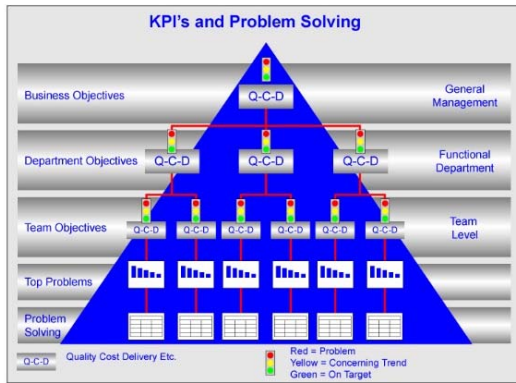 KPI's and Problem Solving
Business Objectives
Q-C-D
General
Management
Department Objectives
Q-C-D
Q-C-D
Q-C-D
Functional
Department
Team Objectives
Q-C-D
Q-C-D
Q-C-D
Q-C-D
Q-C-D
Q-C-D
Team
Level
Top Problems
Problem
Solving
Q-C-D
Quality Cost Delivery Etc.
Red = Problem
Yellow = Concerning Trend
Green = On Target